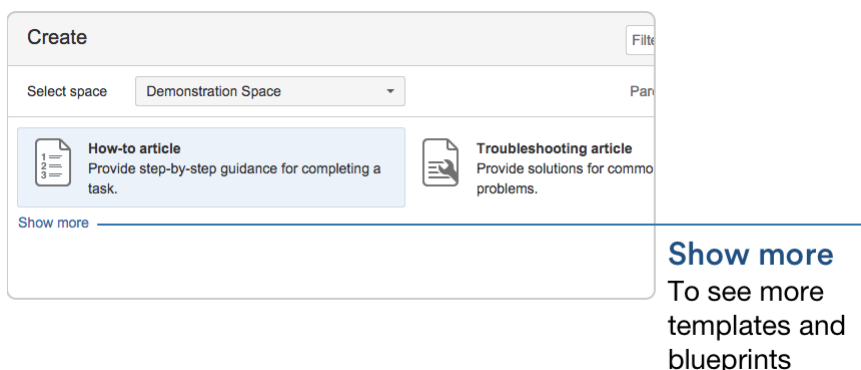 Create
Select space
Demonstration Space
How-to article
Provide step-by-step guidance for completing a
task.
Troubleshooting article
Provide solutions for
problems.
Show more
Show more
To see more
templates and
blueprints